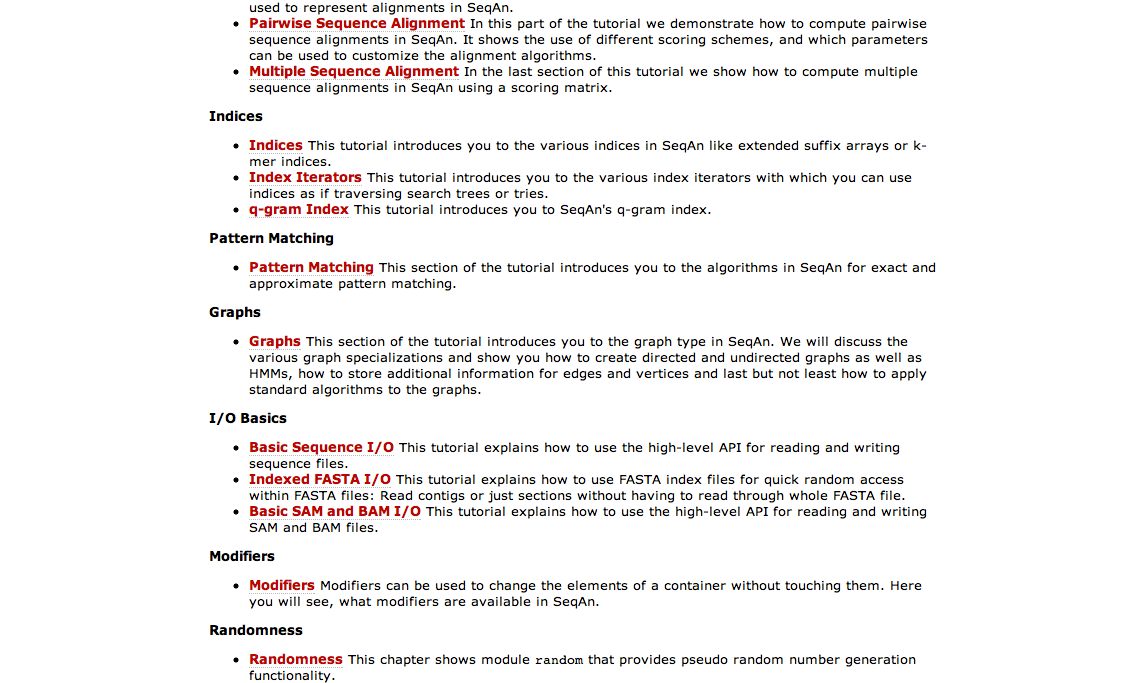 used to represent alignments in SeqAn.
• Pairwise Sequence Alignment In this part of the tutorial we demonstrate how to compute pairwise
sequence alignments in SeqAn. It shows the use of different scoring schemes, and which parameters
can be used to customize the alignment algorithms.
• Multiple Sequence Alignment In the last section of this tutorial we show how to compute multiple
sequence alignments in SeqAn using a scoring matrix.
Indices
• Indices This tutorial introduces you to the various indices in SeqAn like extended suffix arrays or k-
mer indices.
• Index Iterators This tutorial introduces you to the various index iterators with which you can use
indices as if traversing search trees or tries.
• q-gram Index This tutorial introduces you to SeqAn's q-gram index.
Pattern Matching
• Pattern Matching This section of the tutorial introduces you to the algorithms in SeqAn for exact and
approximate pattern matching.
Graphs
• Graphs This section of the tutorial introduces you to the graph type in SeqAn. We will discuss the
various graph specializations and show you how to create directed and undirected graphs as well as
HMMs, how to store additional information for edges and vertices and last but not least how to apply
standard algorithms to the graphs.
I/O Basics
• Basic Sequence I/O This tutorial explains how to use the high-level API for reading and writing
sequence files.
• Indexed FASTA I/O This tutorial explains how to use FASTA index files for quick random access
within FASTA files: Read contigs or just sections without having to read through whole FASTA file.
• Basic SAM and BAM I/O This tutorial explains how to use the high-level API for reading and writing
SAM and BAM files.
Modifiers
• Modifiers Modifiers can be used to change the elements of a container without touching them. Here
you will see, what modifiers are available in SeqAn.
Randomness
• Randomness This chapter shows module random that provides pseudo random number generation
functionality.